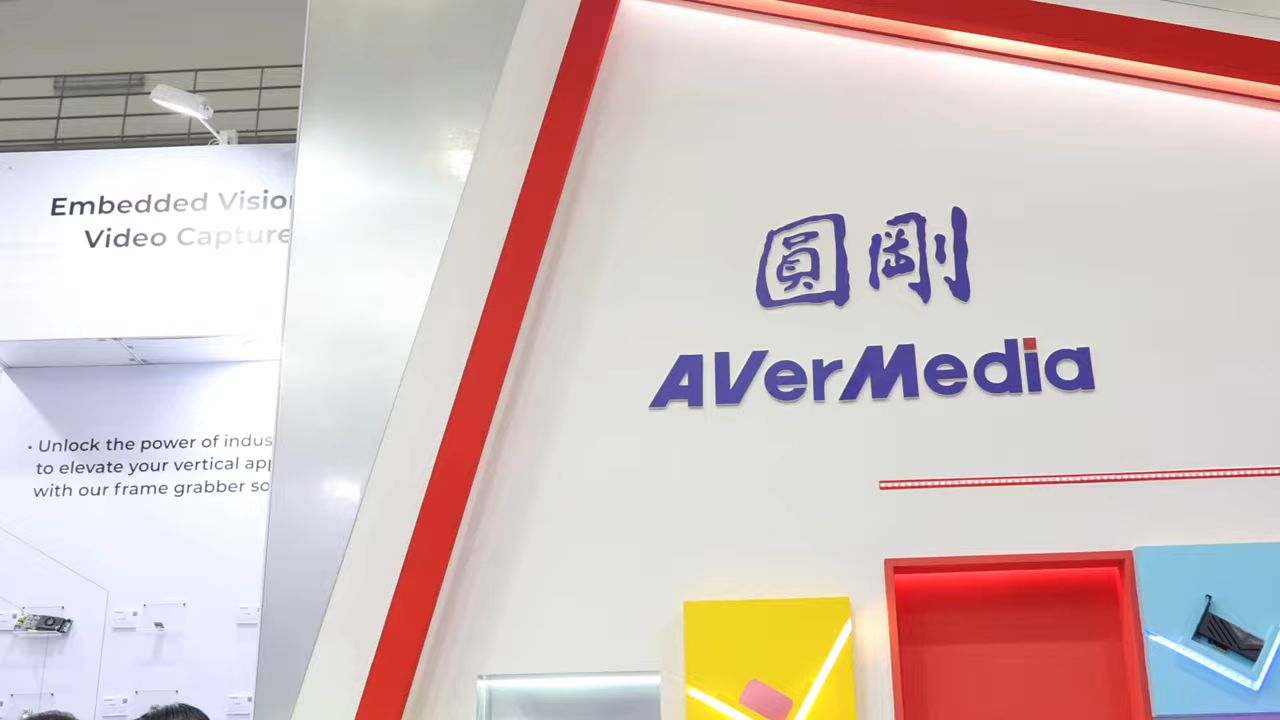 Embedded Visio
Video Capture
• Unlock the power of indus
to elevate your vertical ap
with our frame grabber so
圓剛
AVerMedia